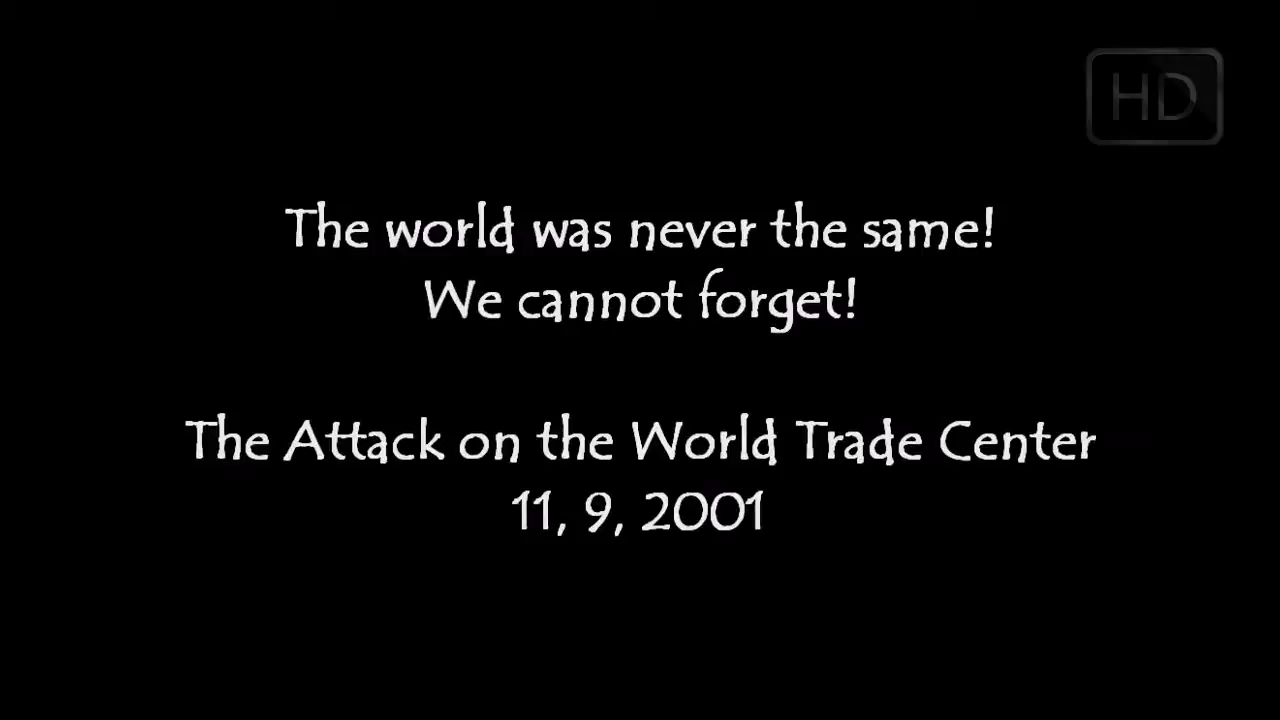 HD
The world was never the same!
We cannot forget!
The Attack on the World Trade Center
11, 9, 2001